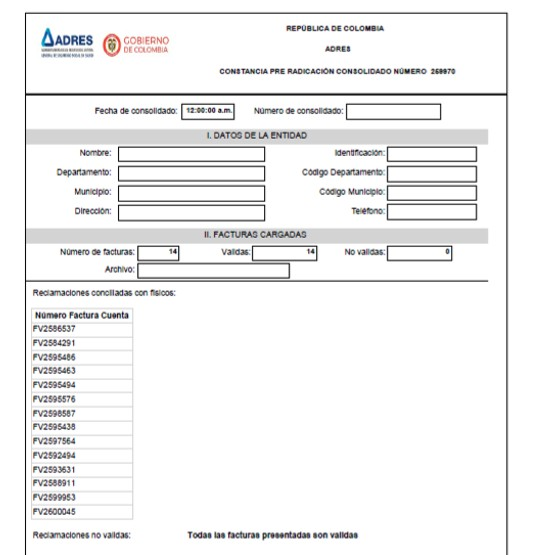 REPÚBLICA DE COLOMBIA
ADRES
GOBIERNO
DE COLOMBIA
ADRES
CONSTANCIA PRE RADICACIÓN CONSOLIDADO NÚMERO 259970
Fecha de consolidado: 12:00:00 a.m. Número de consolidado:
I. DATOS DE LA ENTIDAD
Nombre: Identificación:
Departamento: Código Departamento:
Municipio: Código Municipio:
Dirección: Teléfono:
II. FACTURAS CARGADAS
Número de facturas: 14 Validas: 14 No validas: 0
Archivo:
Reclamaciones conciliadas con físicos:
Número Factura Cuenta
FV2586537
FV2584291
FV2595486
FV2595463
FV2595494
FV2595576
FV2598587
FV2595438
FV2597564
FV2592494
FV2593631
FV2588911
FV2599953
FV2600045
Reclamaciones no validas: Todas las facturas presentadas son validas